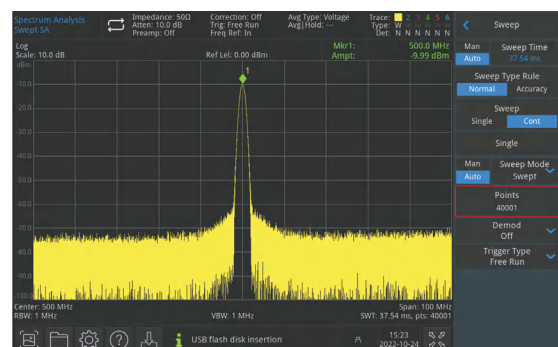 Spectrum Analysis
Swept SA
Impedance: 50Ω
Atten: 10.0 dB
Preamp: Off
Correction: Off
Trig: Free Run
Freq Ref: In
Avg Type: Voltage
Avg|Hold: ---
Trace: 2 3 4 5 6
Type: W
Det: N N N N N N
Log
Scale: 10.0 dB
Ref Lel: 0.00 dBm
Mkr1: 500.0 MHz
Ampt: -9.99 dBm
dBm
1
-10.0
-20.0
-30.0
-40.0
-50.0
-60.0
-70.0
-80.0
-90.0
-100.0
Center: 500 MHz
RBW: 1 MHz
VBW: 1 MHz
Span: 100 MHz
SWT: 37.54 ms, pts: 40001
USB flash disk insertion
15:23
2022-10-24
Sweep
Man
Auto
Sweep Time
37.54 ms
Sweep Type Rule
Normal
Accuracy
Sweep
Single
Cont
Single
Man
Auto
Sweep Mode
Swept
Points
40001
Demod
Off
Trigger Type
Free Run